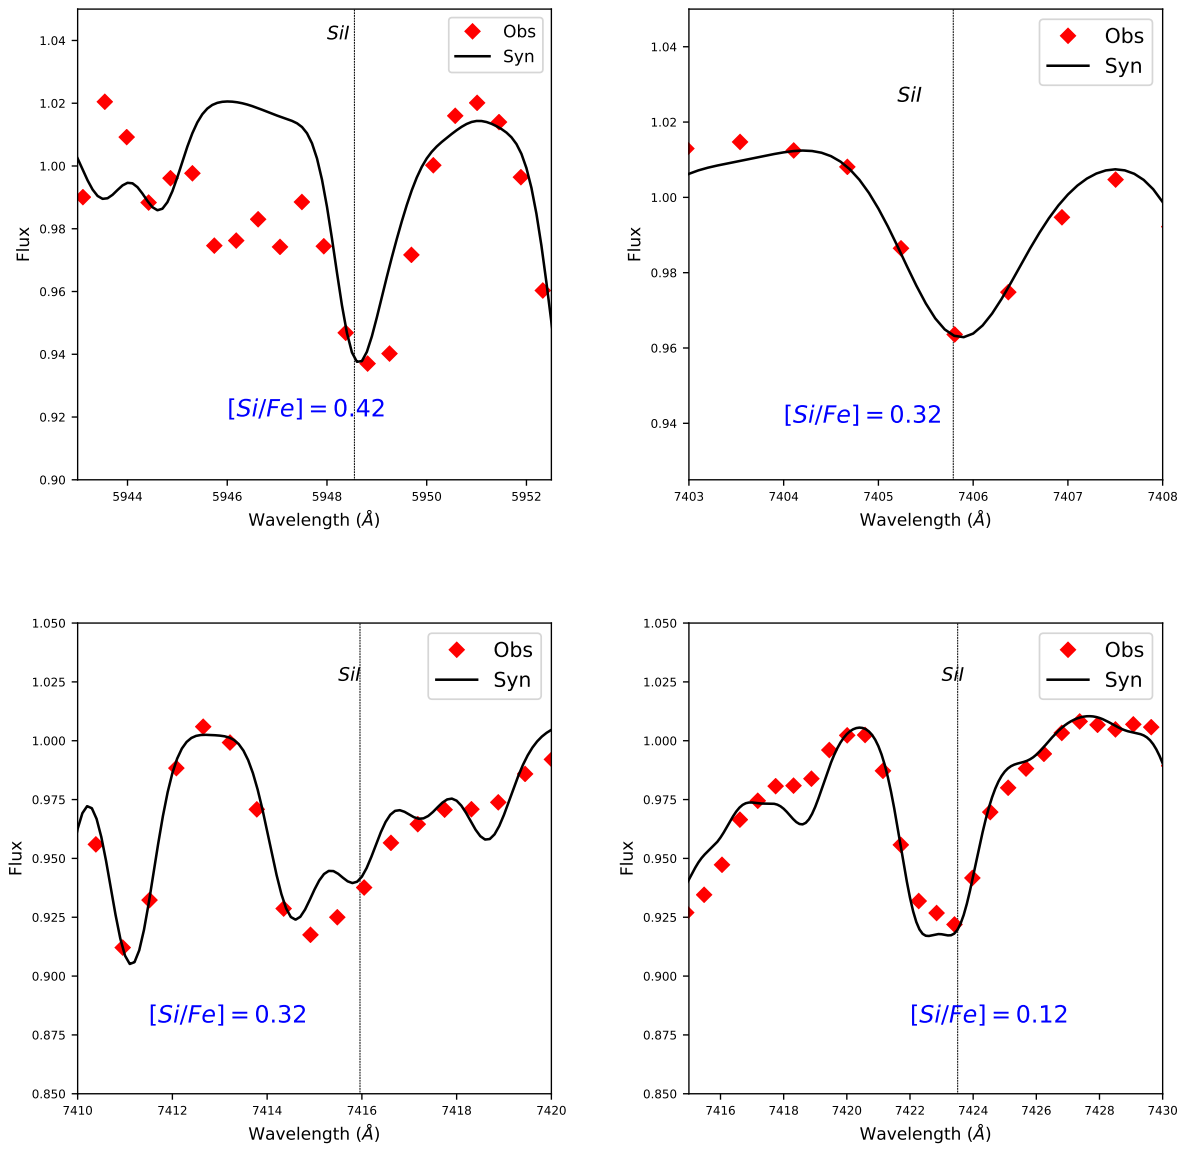 SiI
Obs
Syn
1.04
1.02
1.00
0.98
0.96
0.94
0.92
0.90
Flux
[Si/Fe] = 0.42
5944 5946 5948 5950 5952
Wavelength (Å)
SiI
Obs
Syn
1.04
1.02
1.00
0.98
0.96
0.94
Flux
[Si/Fe] = 0.32
7403 7404 7405 7406 7407 7408
Wavelength (Å)
SiI
Obs
Syn
1.050
1.025
1.000
0.975
0.950
0.925
0.900
0.875
0.850
Flux
[Si/Fe] = 0.32
7410 7412 7414 7416 7418 7420
Wavelength (Å)
SiI
Obs
Syn
1.050
1.025
1.000
0.975
0.950
0.925
0.900
0.875
0.850
Flux
[Si/Fe] = 0.12
7416 7418 7420 7422 7424 7426 7428 7430
Wavelength (Å)